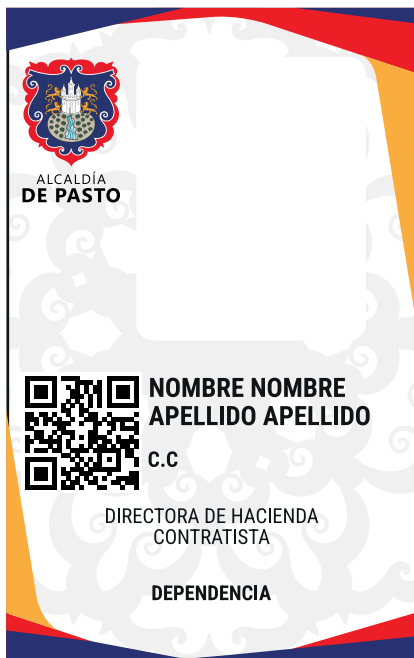 ALCALDÍA
DE PASTO
NOMBRE NOMBRE
APELLIDO APELLIDO
C.C
DIRECTORA DE HACIENDA
CONTRATISTA
DEPENDENCIA